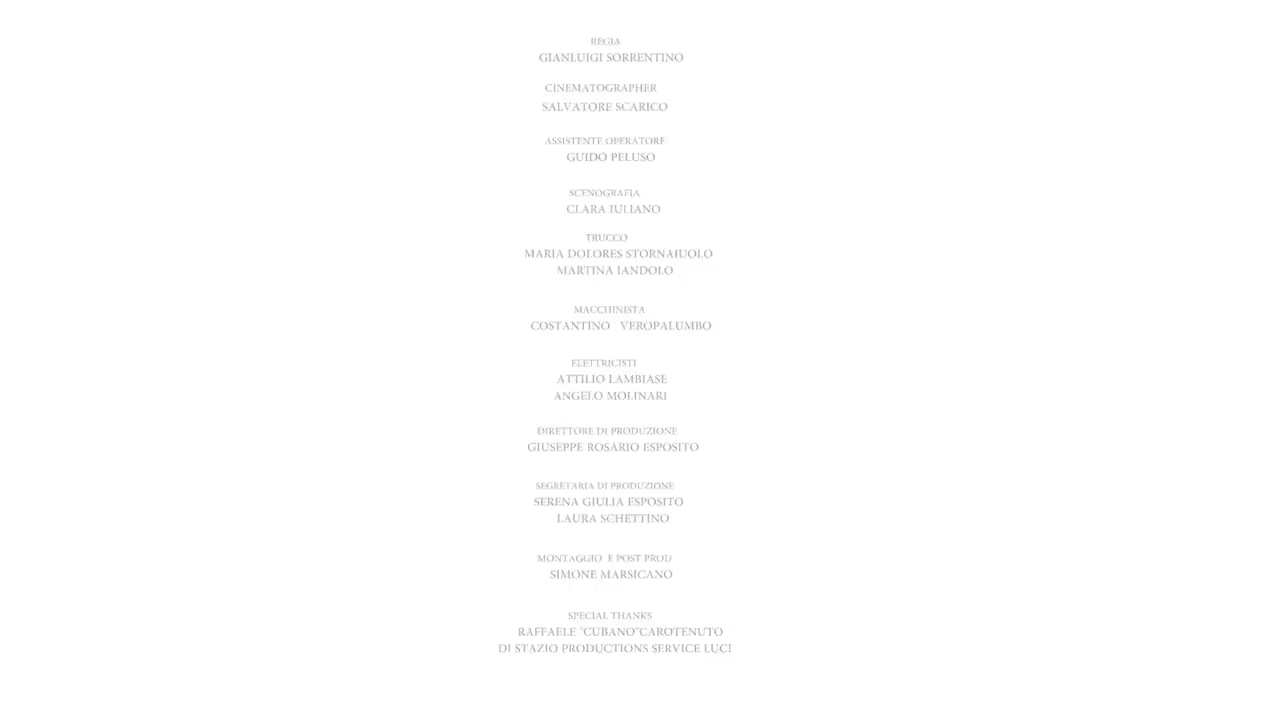 REGIA
GIANLUIGI SORRENTINO
CINEMATOGRAPHER
SALVATORE SCARICO
ASSISTENTE OPERATORE
GUIDO PELUSO
SCENOGRAFIA
CLARA IULIANO
TRUCCO
MARIA DOLORES STORNAIUOLO
MARTINA IANDOLO
MACCHINISTA
COSTANTINO VEROPALUMBO
ELETTRICISTI
ATTILIO LAMBIASE
ANGELO MOLINARI
DIRETTORE DI PRODUZIONE
GIUSEPPE ROSARIO ESPOSITO
SEGRETARIA DI PRODUZIONE
SERENA GIULIA ESPOSITO
LAURA SCHETTINO
MONTAGGIO E POST PROD
SIMONE MARSICANO
SPECIAL THANKS
RAFFAELE "CUBANO"CAROTENUTO
DI STAZIO PRODUCTIONS SERVICE LUCI